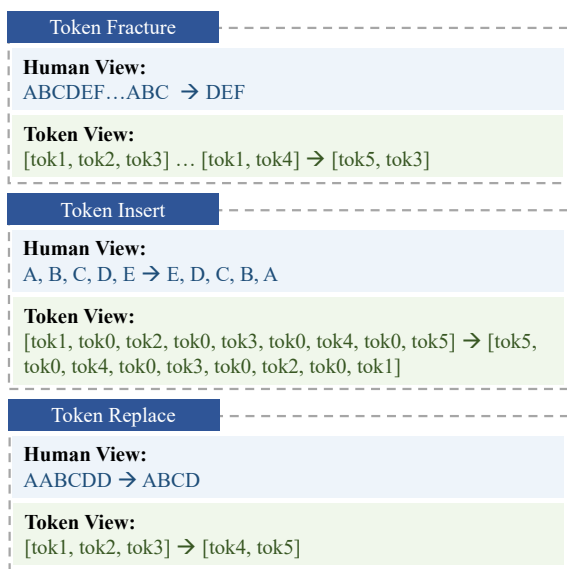 Token Fracture
Human View:
ABCDEF…ABC → DEF
Token View:
[tok1, tok2, tok3] … [tok1, tok4] → [tok5, tok3]
Token Insert
Human View:
A, B, C, D, E → E, D, C, B, A
Token View:
[tok1, tok0, tok2, tok0, tok3, tok0, tok4, tok0, tok5] → [tok5,
tok0, tok4, tok0, tok3, tok0, tok2, tok0, tok1]
Token Replace
Human View:
AABCDD → ABCD
Token View:
[tok1, tok2, tok3] → [tok4, tok5]